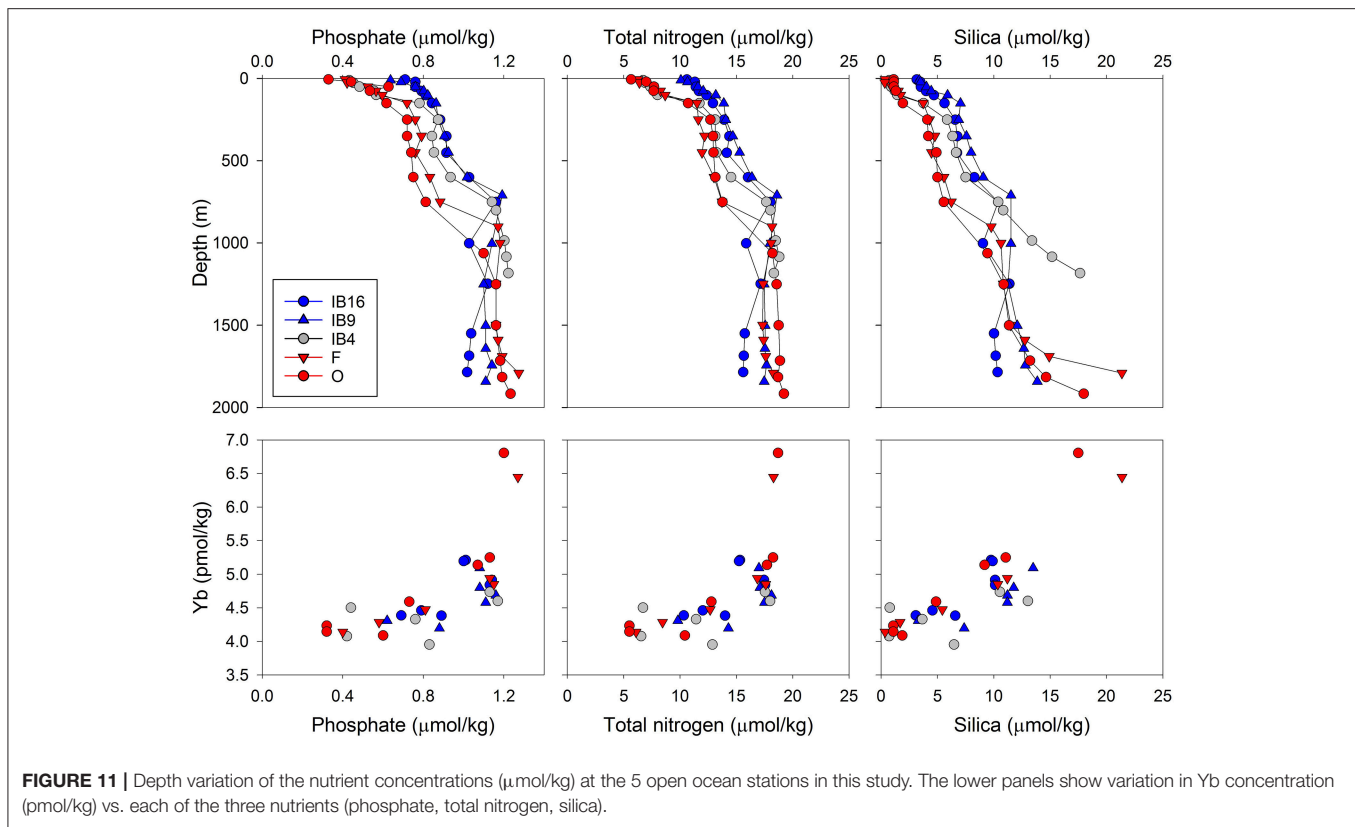 Phosphate (μmol/kg)
Total nitrogen (μmol/kg)
Silica (μmol/kg)
0.0 0.4 0.8 1.2
0 5 10 15 20 25
0 5 10 15 20 25
Depth (m)
0
500
1000
1500
2000
IB16
IB9
IB4
F
O
Yb (pmol/kg)
7.0
6.5
6.0
5.5
5.0
4.5
4.0
3.5
0.0 0.4 0.8 1.2
0 5 10 15 20 25
0 5 10 15 20 25
Phosphate (μmol/kg)
Total nitrogen (μmol/kg)
Silica (μmol/kg)
FIGURE 11 | Depth variation of the nutrient concentrations (μmol/kg) at the 5 open ocean stations in this study. The lower panels show variation in Yb concentration
(pmol/kg) vs. each of the three nutrients (phosphate, total nitrogen, silica).